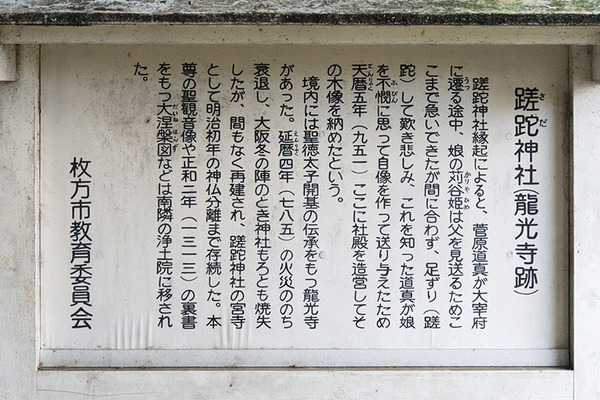 蹉跎神社(龍光寺跡)
蹉跎神社縁起によると、菅原道真が大宰府
に遷る途中、娘の苅谷姫は父を見送るためこ
こまで急いできたが間に合わず、足ずり(蹉
跎)して歎き悲しみ、これを知った道真が娘
を不憫に思って自像を作って送り与えたため
天暦五年(九五一)ここに社殿を造営してそ
の木像を納めたという。
境内には聖徳太子開基の伝承をもつ龍光寺
があった。延暦四年(七八五)の火災ののち
衰退し、大阪冬の陣のとき神社もろとも焼失
したが、間もなく再建され、蹉跎神社の宮寺
として明治初年の神仏分離まで存続した。本
尊の聖観音像や正和二年(一三一三)の裏書
をもつ大涅槃図などは南隣の浄土院に移され
た。
枚方市教育委員会